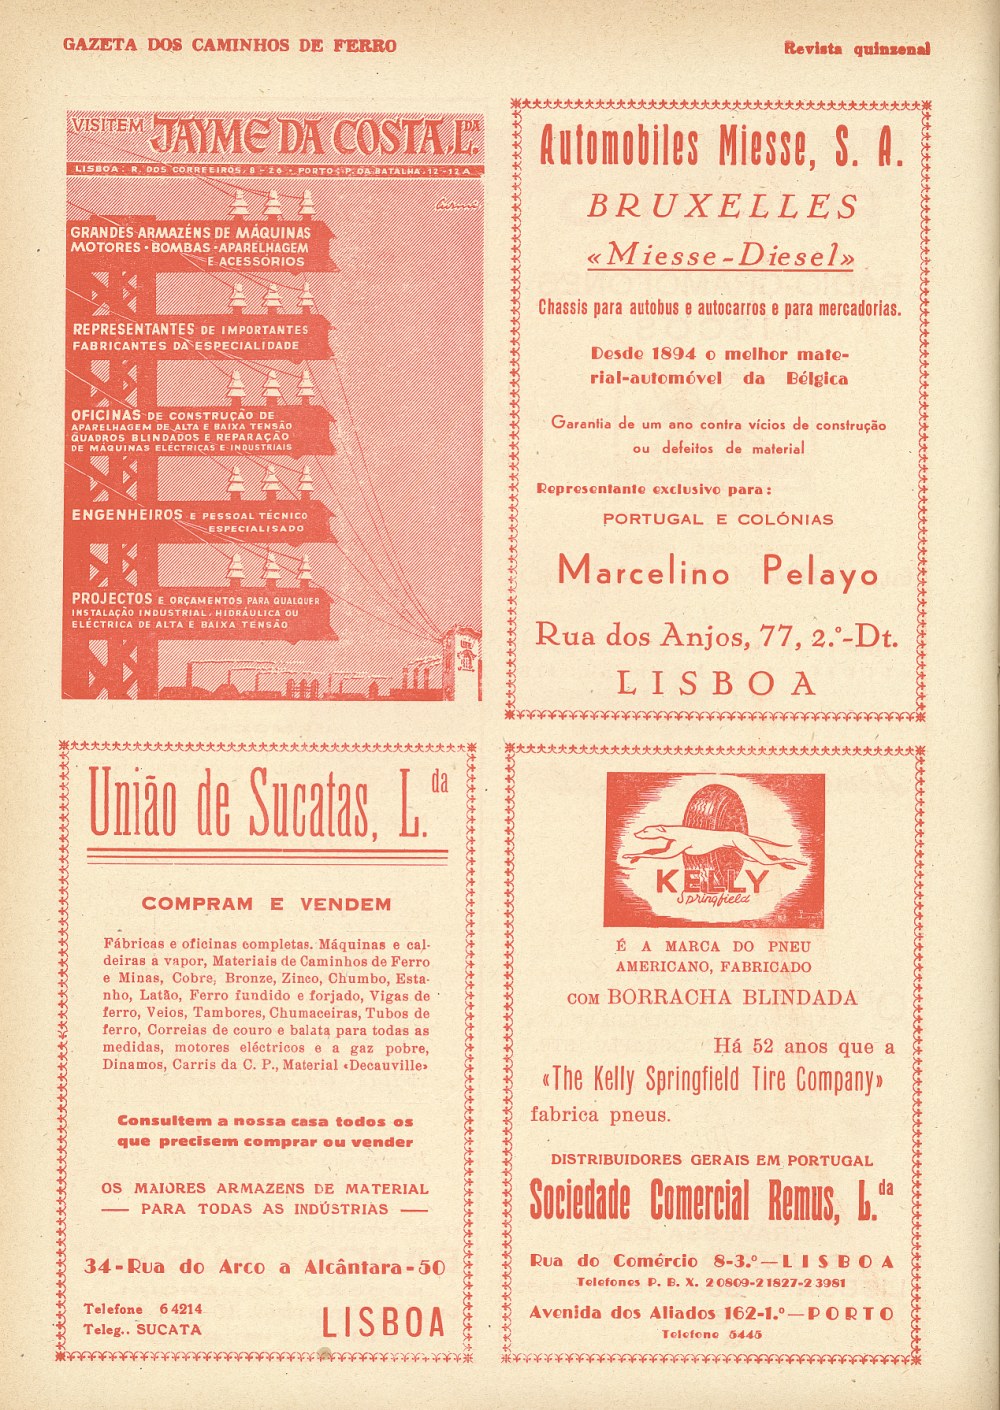 GAZETA DOS CAMINHOS DE FERRO
Revista quinzenal
VISITEM JAYME DA COSTA, L.DA
LISBOA: R. DOS CORREEIROS, 8-26 • PORTO: P. DA BATALHA, 12-12A
GRANDES ARMAZÉNS DE MÁQUINAS
MOTORES • BOMBAS • APARELHAGEM
E ACESSÓRIOS
REPRESENTANTES DE IMPORTANTES
FABRICANTES DA ESPECIALIDADE
OFICINAS DE CONSTRUÇÃO DE
APARELHAGEM DE ALTA E BAIXA TENSÃO
QUADROS BLINDADOS E REPARAÇÃO
DE MÁQUINAS ELÉCTRICAS E INDUSTRIAIS
ENGENHEIROS E PESSOAL TÉCNICO
ESPECIALISADO
PROJECTOS E ORÇAMENTOS PARA QUALQUER
INSTALAÇÃO INDUSTRIAL, HIDRÁULICA OU
ELÉCTRICA DE ALTA E BAIXA TENSÃO
Automobiles Miesse, S. A.
BRUXELLES
«Miesse-Diesel»
Chassis para autobus e autocarros e para mercadorias.
Desde 1894 o melhor mate-
rial-automóvel da Bélgica
Garantia de um ano contra vícios de construção
ou defeitos de material
Representante exclusivo para:
PORTUGAL E COLÓNIAS
Marcelino Pelayo
Rua dos Anjos, 77, 2.º-Dt.
LISBOA
União de Sucatas, L.da
COMPRAM E VENDEM
Fábricas e oficinas completas. Máquinas e cal-
deiras a vapor, Materiais de Caminhos de Ferro
e Minas, Cobre, Bronze, Zinco, Chumbo, Esta-
nho, Latão, Ferro fundido e forjado, Vigas de
ferro, Veios, Tambores, Chumaceiras, Tubos de
ferro, Correias de couro e balata para todas as
medidas, motores eléctricos e a gaz pobre,
Dinamos, Carris da C. P., Material «Decauville»
Consultem a nossa casa todos os
que precisem comprar ou vender
OS MAIORES ARMAZENS DE MATERIAL
— PARA TODAS AS INDÚSTRIAS —
34-Rua do Arco a Alcântara-50
Telefone 64214
Teleg.. SUCATA
LISBOA
KELLY
Springfield
É A MARCA DO PNEU
AMERICANO, FABRICADO
COM BORRACHA BLINDADA
Há 52 anos que a
«The Kelly Springfield Tire Company»
fabrica pneus.
DISTRIBUIDORES GERAIS EM PORTUGAL
Sociedade Comercial Remus, L.da
Rua do Comércio 8-3.º—LISBOA
Telefones P. B. X. 20809-21827-23981
Avenida dos Aliados 162-1.º—PORTO
Telefone 5445